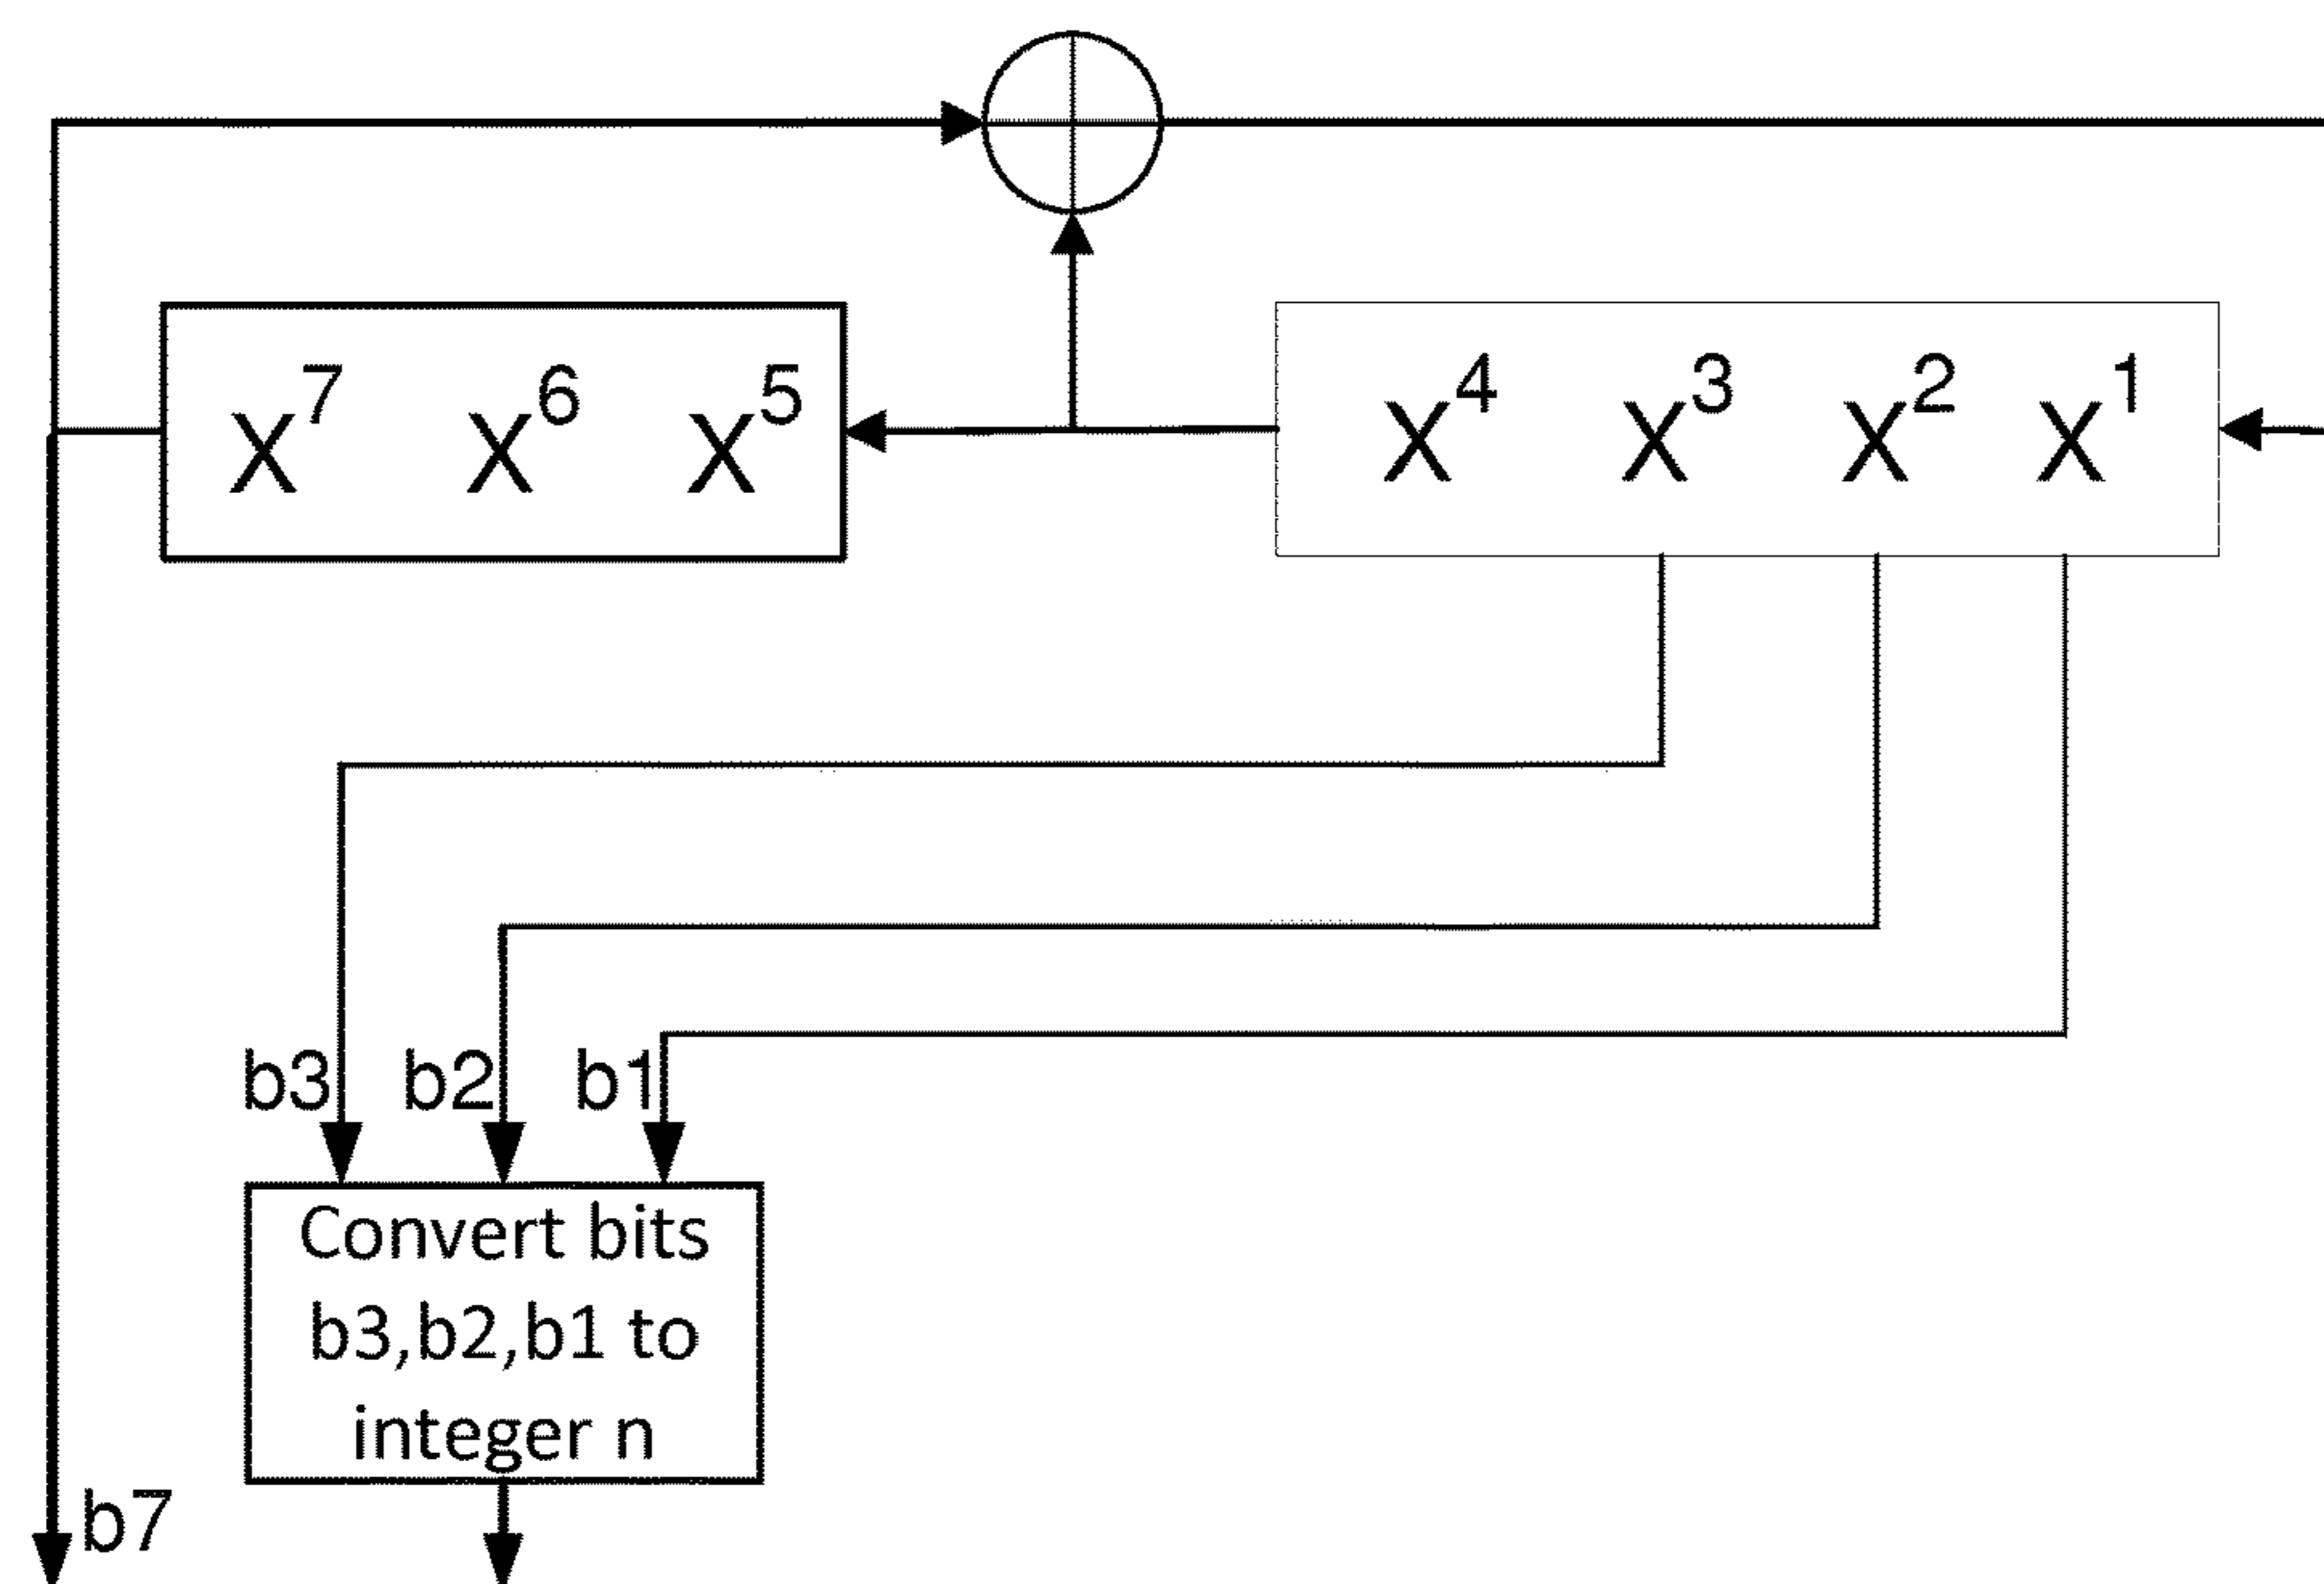 X⁷ X⁶ X⁵ X⁴ X³ X² X¹
b3 b2 b1
Convert bits
b3,b2,b1 to
integer n
b7